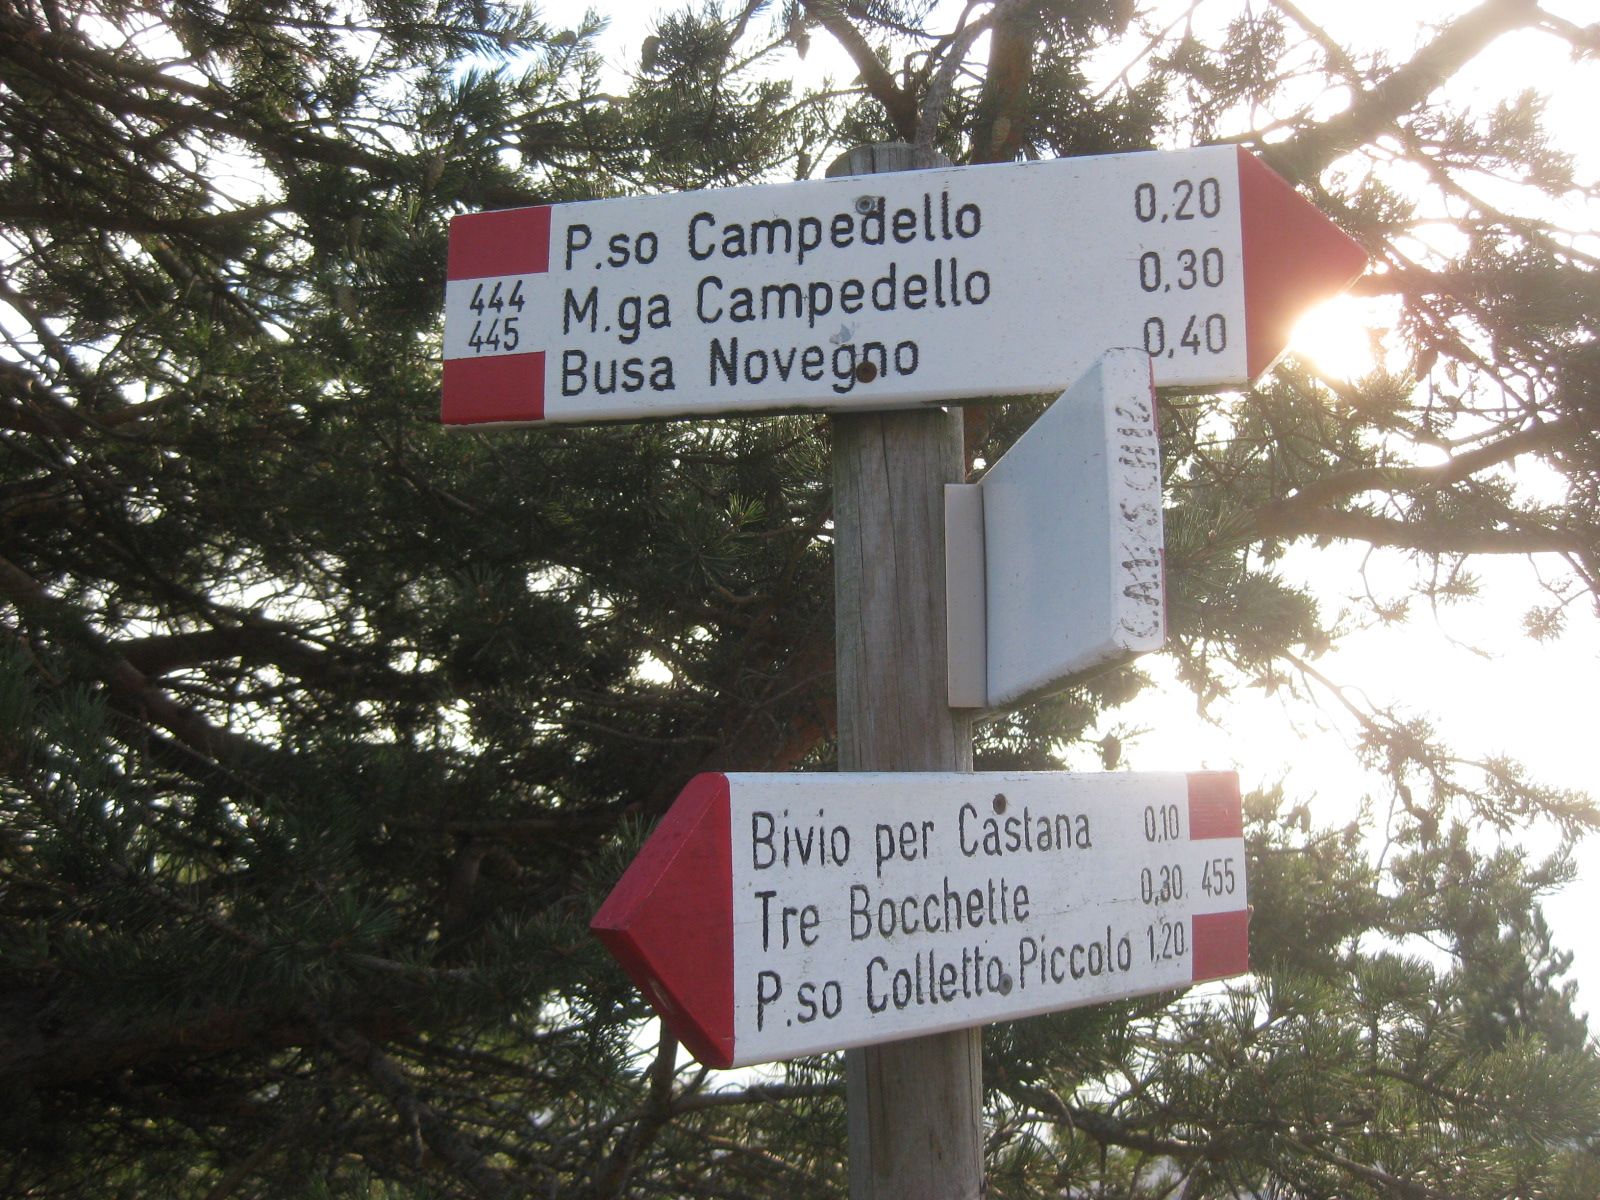 P.so Campedello 0,20
444 M.ga Campedello 0,30
445 Busa Novegno 0,40
C.A.I. SCHIO
Bivio per Castana 0,10
Tre Bocchette 0,30 455
P.so Colletto Piccolo 1,20